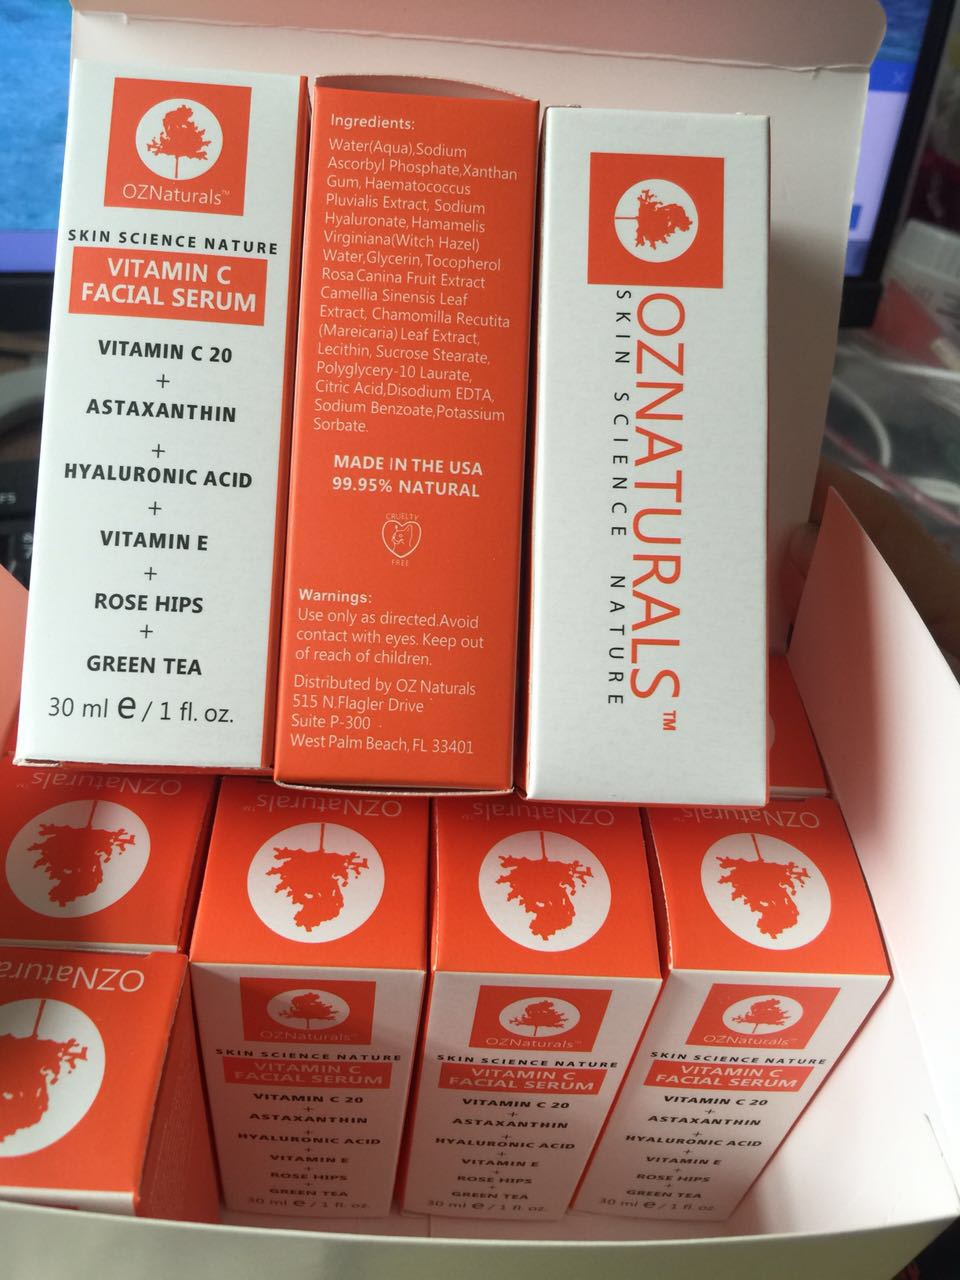 OZNaturals™
SKIN SCIENCE NATURE
VITAMIN C
FACIAL SERUM
VITAMIN C 20
+
ASTAXANTHIN
+
HYALURONIC ACID
+
VITAMIN E
+
ROSE HIPS
+
GREEN TEA
30 ml e / 1 fl. oz.
Ingredients:
Water(Aqua),Sodium
Ascorbyl Phosphate,Xanthan
Gum, Haematococcus
Pluvialis Extract, Sodium
Hyaluronate,Hamamelis
Virginiana(Witch Hazel)
Water,Glycerin,Tocopherol
Rosa Canina Fruit Extract
Camellia Sinensis Leaf
Extract, Chamomilla Recutita
(Mareicaria) Leaf Extract,
Lecithin, Sucrose Stearate,
Polyglycery-10 Laurate,
Citric Acid,Disodium EDTA,
Sodium Benzoate,Potassium
Sorbate.
MADE IN THE USA
99.95% NATURAL
CRUELTY
FREE
Warnings:
Use only as directed.Avoid
contact with eyes. Keep out
of reach of children.
Distributed by OZ Naturals
515 N.Flagler Drive
Suite P-300
West Palm Beach, FL 33401
OZNATURALS™
SKIN SCIENCE NATURE
OZNaturals™
OZNaturals™
OZNaturals™
OZNaturals™
OZNaturals
OZNaturals™
SKIN SCIENCE NATURE
VITAMIN C
FACIAL SERUM
VITAMIN C 20
+
ASTAXANTHIN
+
HYALURONIC ACID
+
VITAMIN E
+
ROSE HIPS
+
GREEN TEA
30 ml e / 1 fl. oz.
OZNaturals™
SKIN SCIENCE NATURE
VITAMIN C
FACIAL SERUM
VITAMIN C 20
+
ASTAXANTHIN
+
HYALURONIC ACID
+
VITAMIN E
+
ROSE HIPS
+
GREEN TEA
30 ml e / 1 fl. oz.
OZNaturals™
SKIN SCIENCE NATURE
VITAMIN C
FACIAL SERUM
VITAMIN C 20
+
ASTAXANTHIN
+
HYALURONIC ACID
+
VITAMIN E
+
ROSE HIPS
+
GREEN TEA
30 ml e / 1 fl. oz.